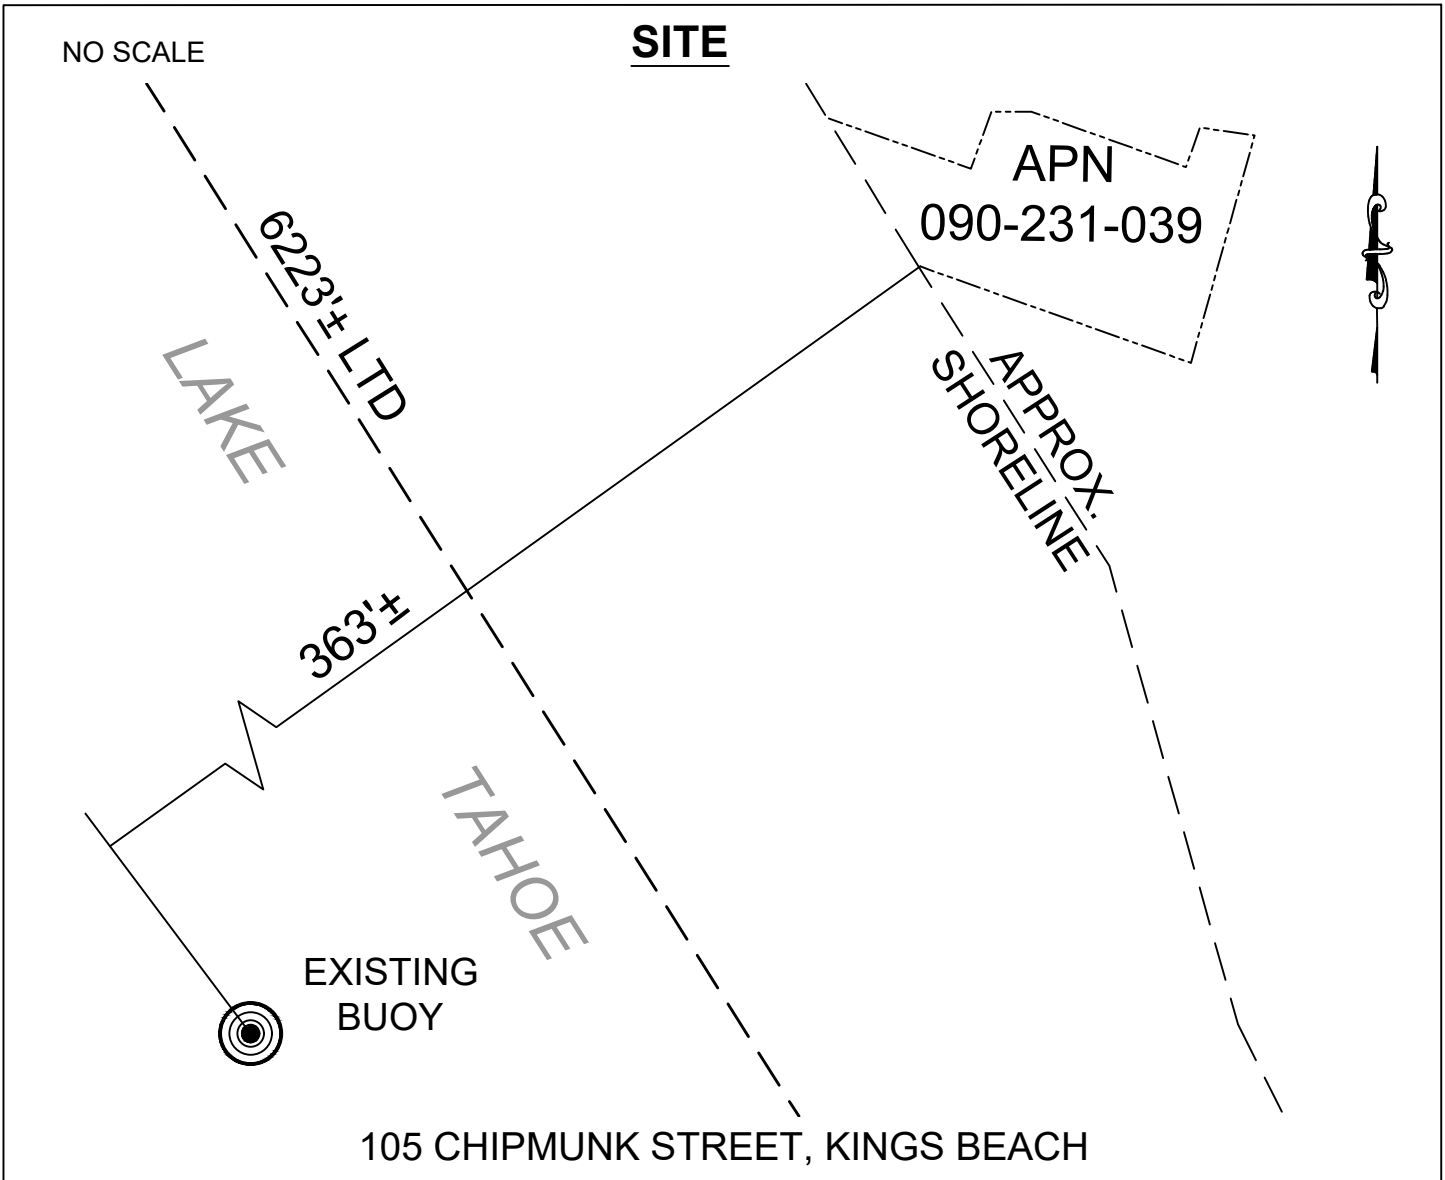 NO SCALE
SITE
APN
090-231-039
6223'± LTD
LAKE
APPROX.
SHORELINE
363'±
TAHOE
EXISTING
BUOY
105 CHIPMUNK STREET, KINGS BEACH